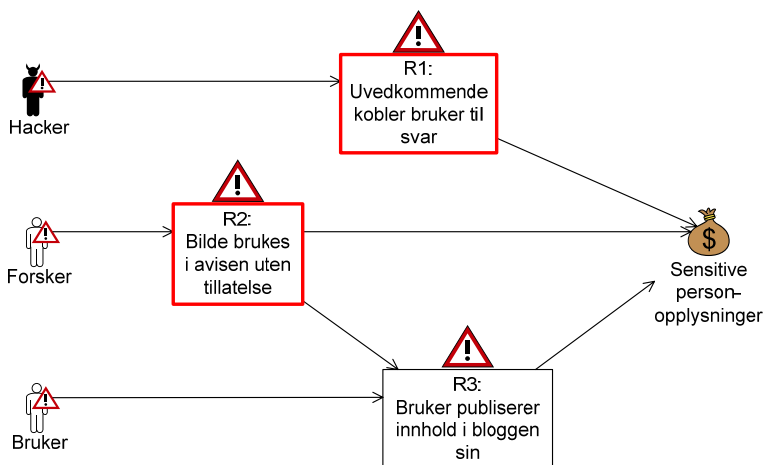 R1:
Uvedkommende
kobler bruker til
svar
Hacker
R2:
Bilde brukes
i avisen uten
tillatelse
Forsker
$
Sensitive
person-
opplysninger
R3:
Bruker publiserer
innhold i bloggen
sin
Bruker